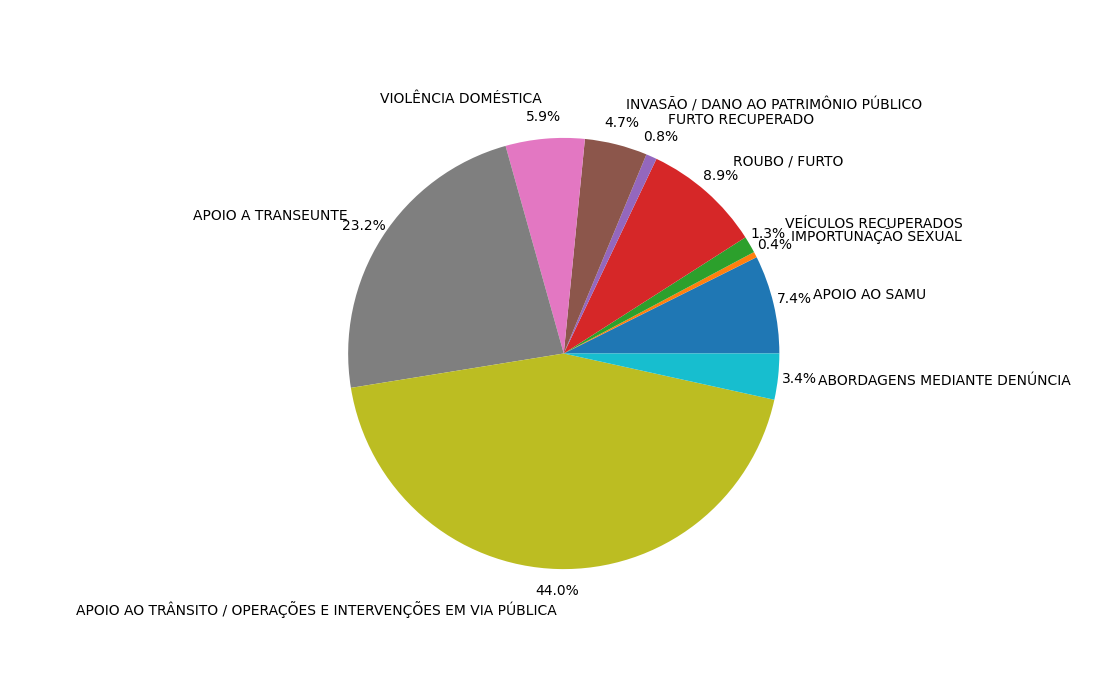 VIOLÊNCIA DOMÉSTICA
5.9%
INVASÃO / DANO AO PATRIMÔNIO PÚBLICO
4.7%
FURTO RECUPERADO
0.8%
ROUBO / FURTO
8.9%
VEÍCULOS RECUPERADOS
1.3%
IMPORTUNAÇÃO SEXUAL
0.4%
APOIO A TRANSEUNTE
23.2%
7.4%
APOIO AO SAMU
3.4%
ABORDAGENS MEDIANTE DENÚNCIA
44.0%
APOIO AO TRÂNSITO / OPERAÇÕES E INTERVENÇÕES EM VIA PÚBLICA